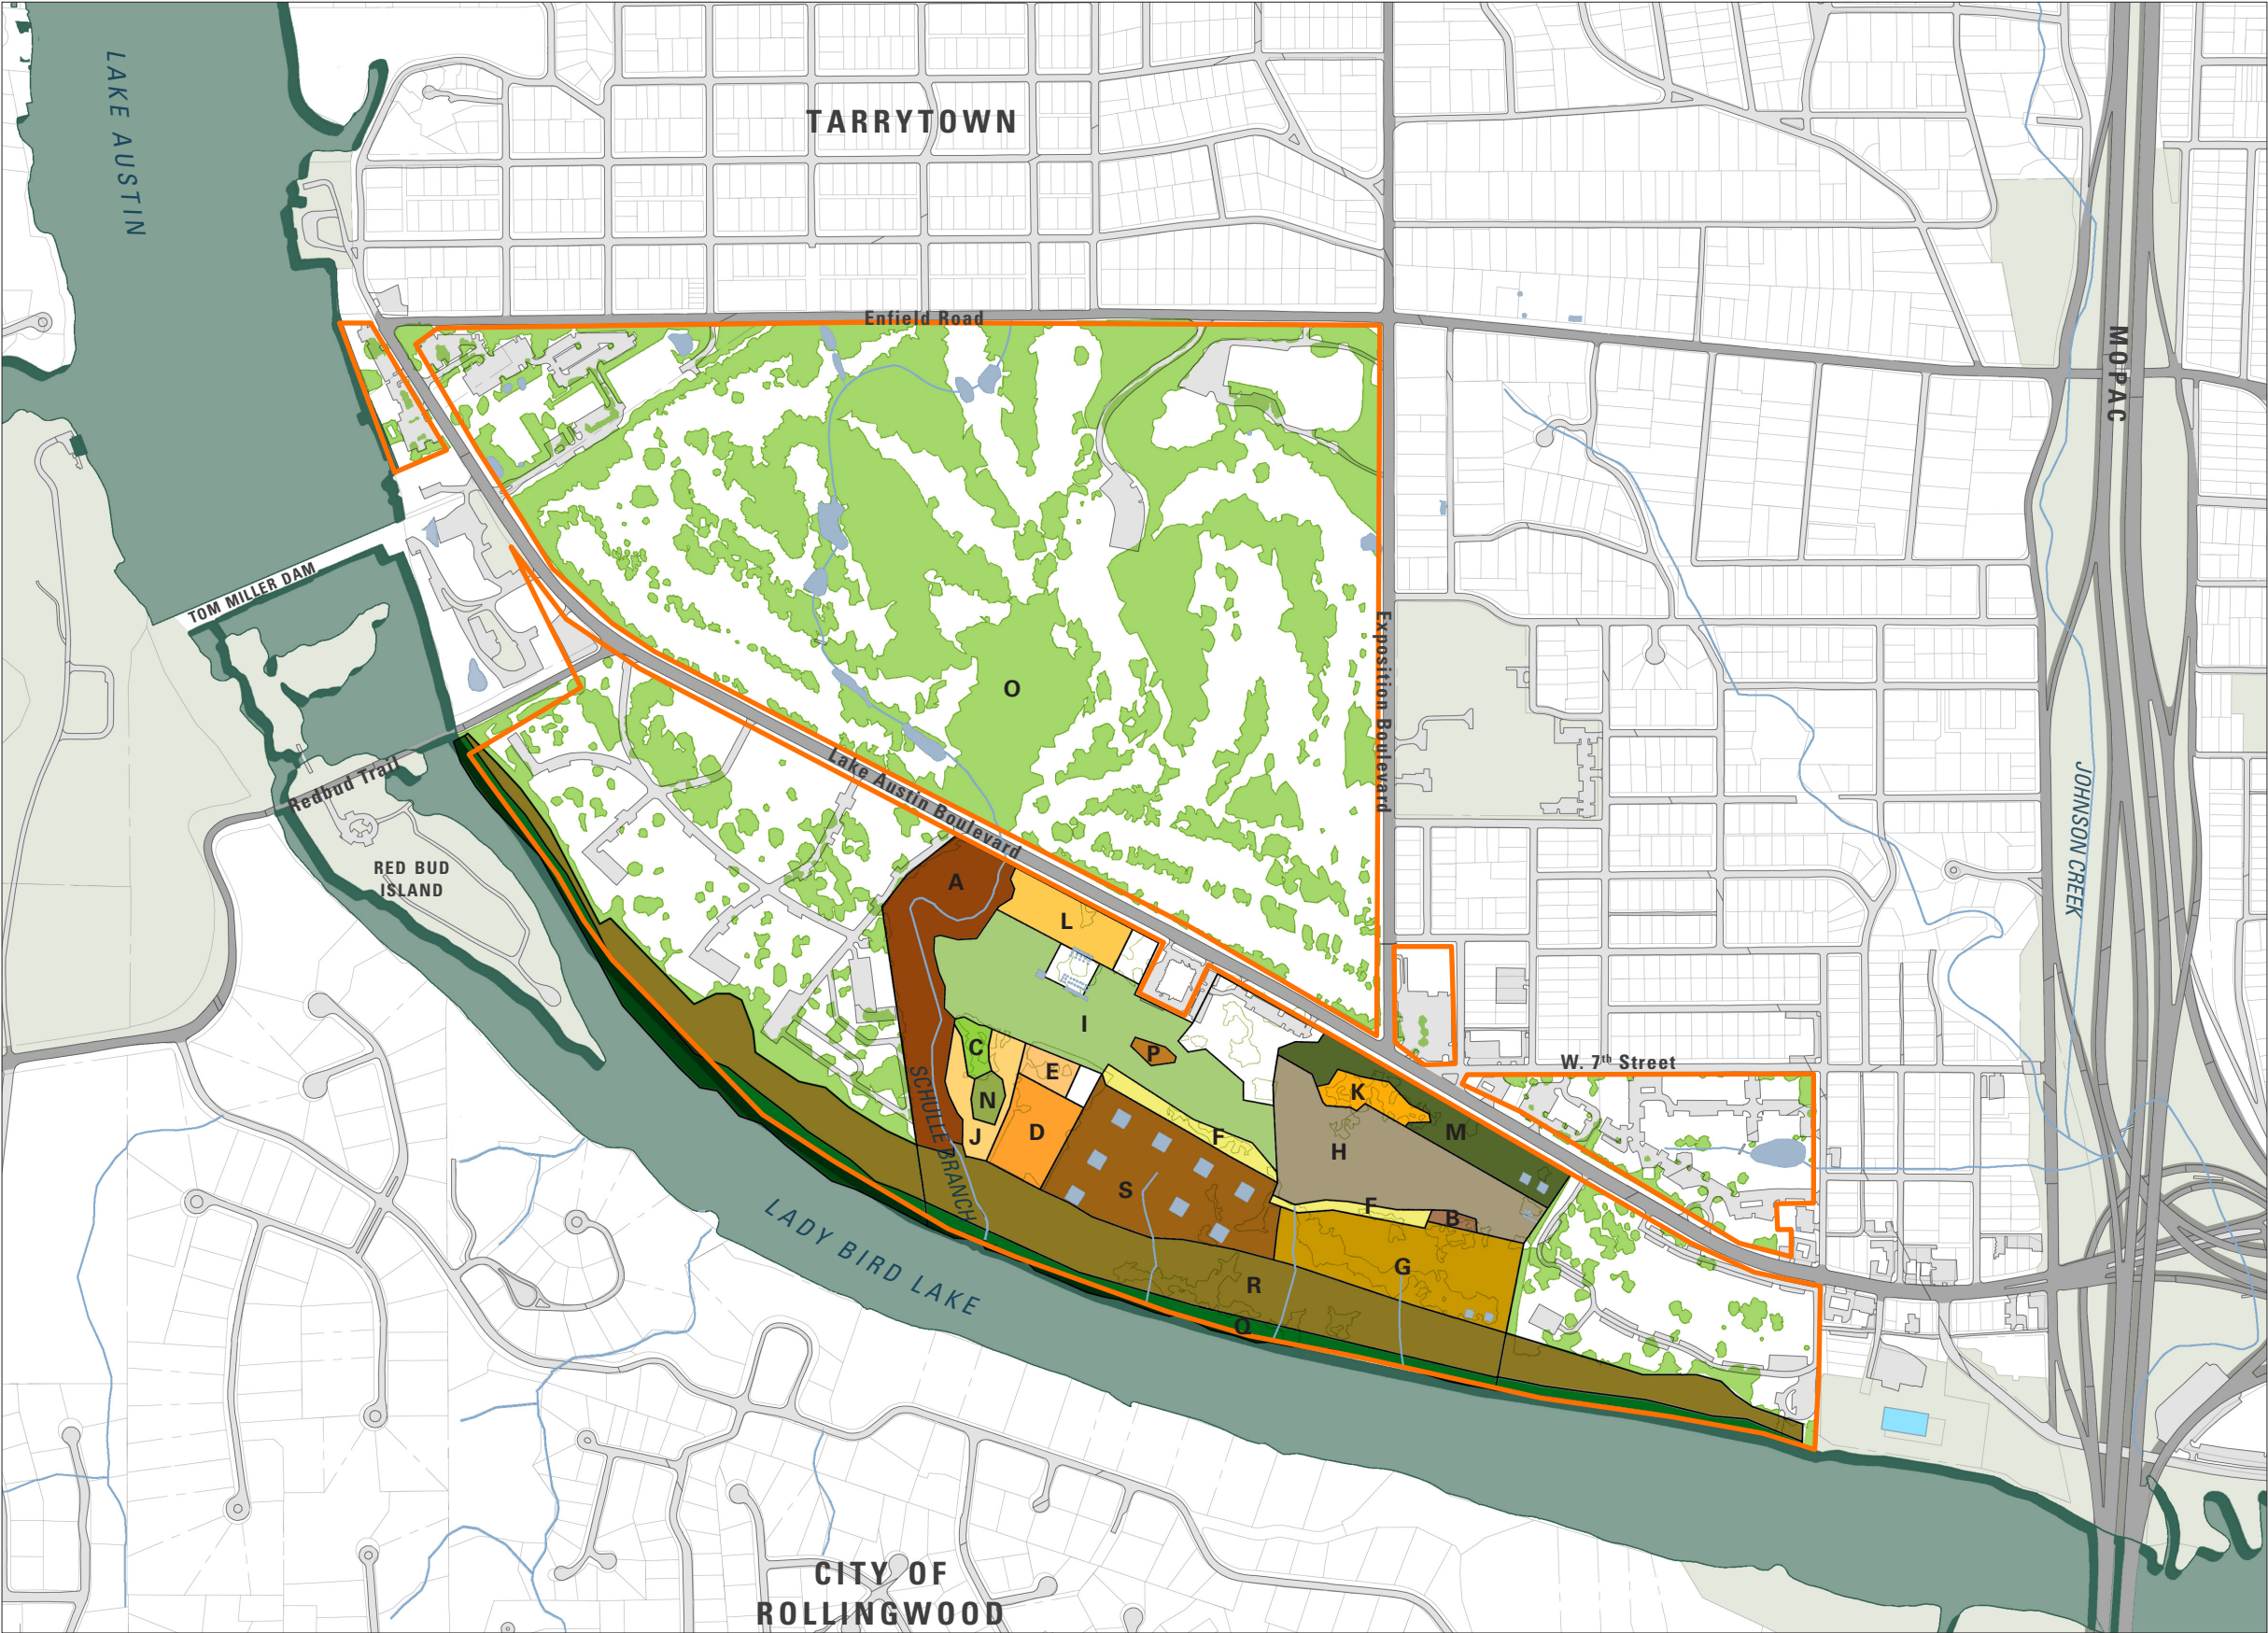 LAKE AUSTIN
TARRYTOWN
Enfield Road
MOPAC
TOM MILLER DAM
Exposition Boulevard
O
Redbud Trail
Lake Austin Boulevard
JOHNSON CREEK
RED BUD
ISLAND
A
L
I
P
C
E
N
K
W. 7th Street
J
D
F
M
H
SCHULLE BRANCH
S
F
B
G
R
Q
LADY BIRD LAKE
CITY OF
ROLLINGWOOD